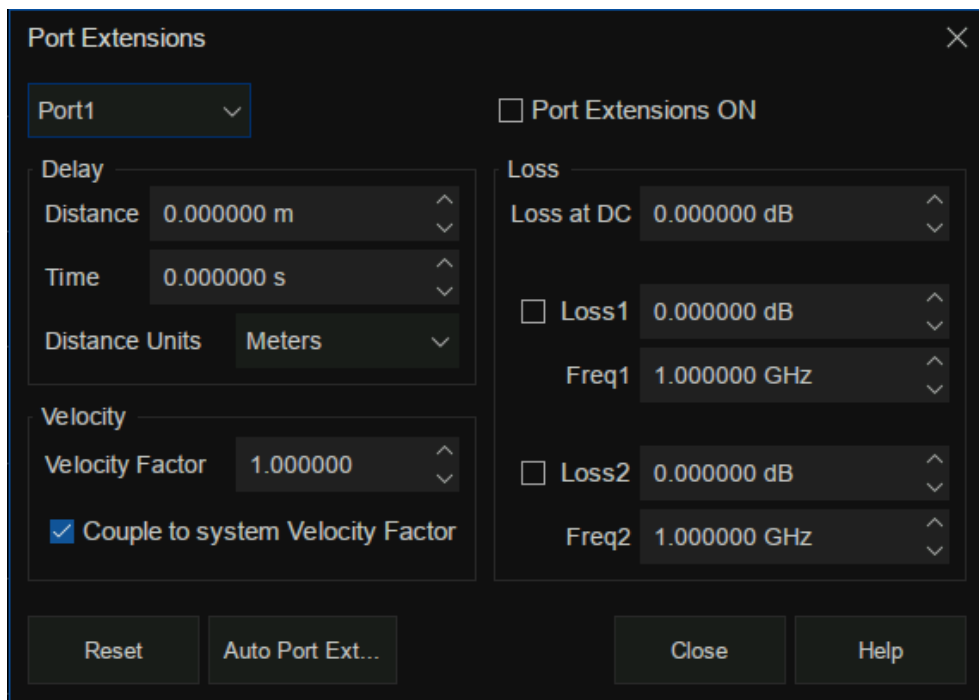 Port Extensions
Port1
Port Extensions ON
Delay
Distance 0.000000 m
Time 0.000000 s
Distance Units Meters
Velocity
Velocity Factor 1.000000
Couple to system Velocity Factor
Loss
Loss at DC 0.000000 dB
Loss1 0.000000 dB
Freq1 1.000000 GHz
Loss2 0.000000 dB
Freq2 1.000000 GHz
Reset
Auto Port Ext...
Close
Help